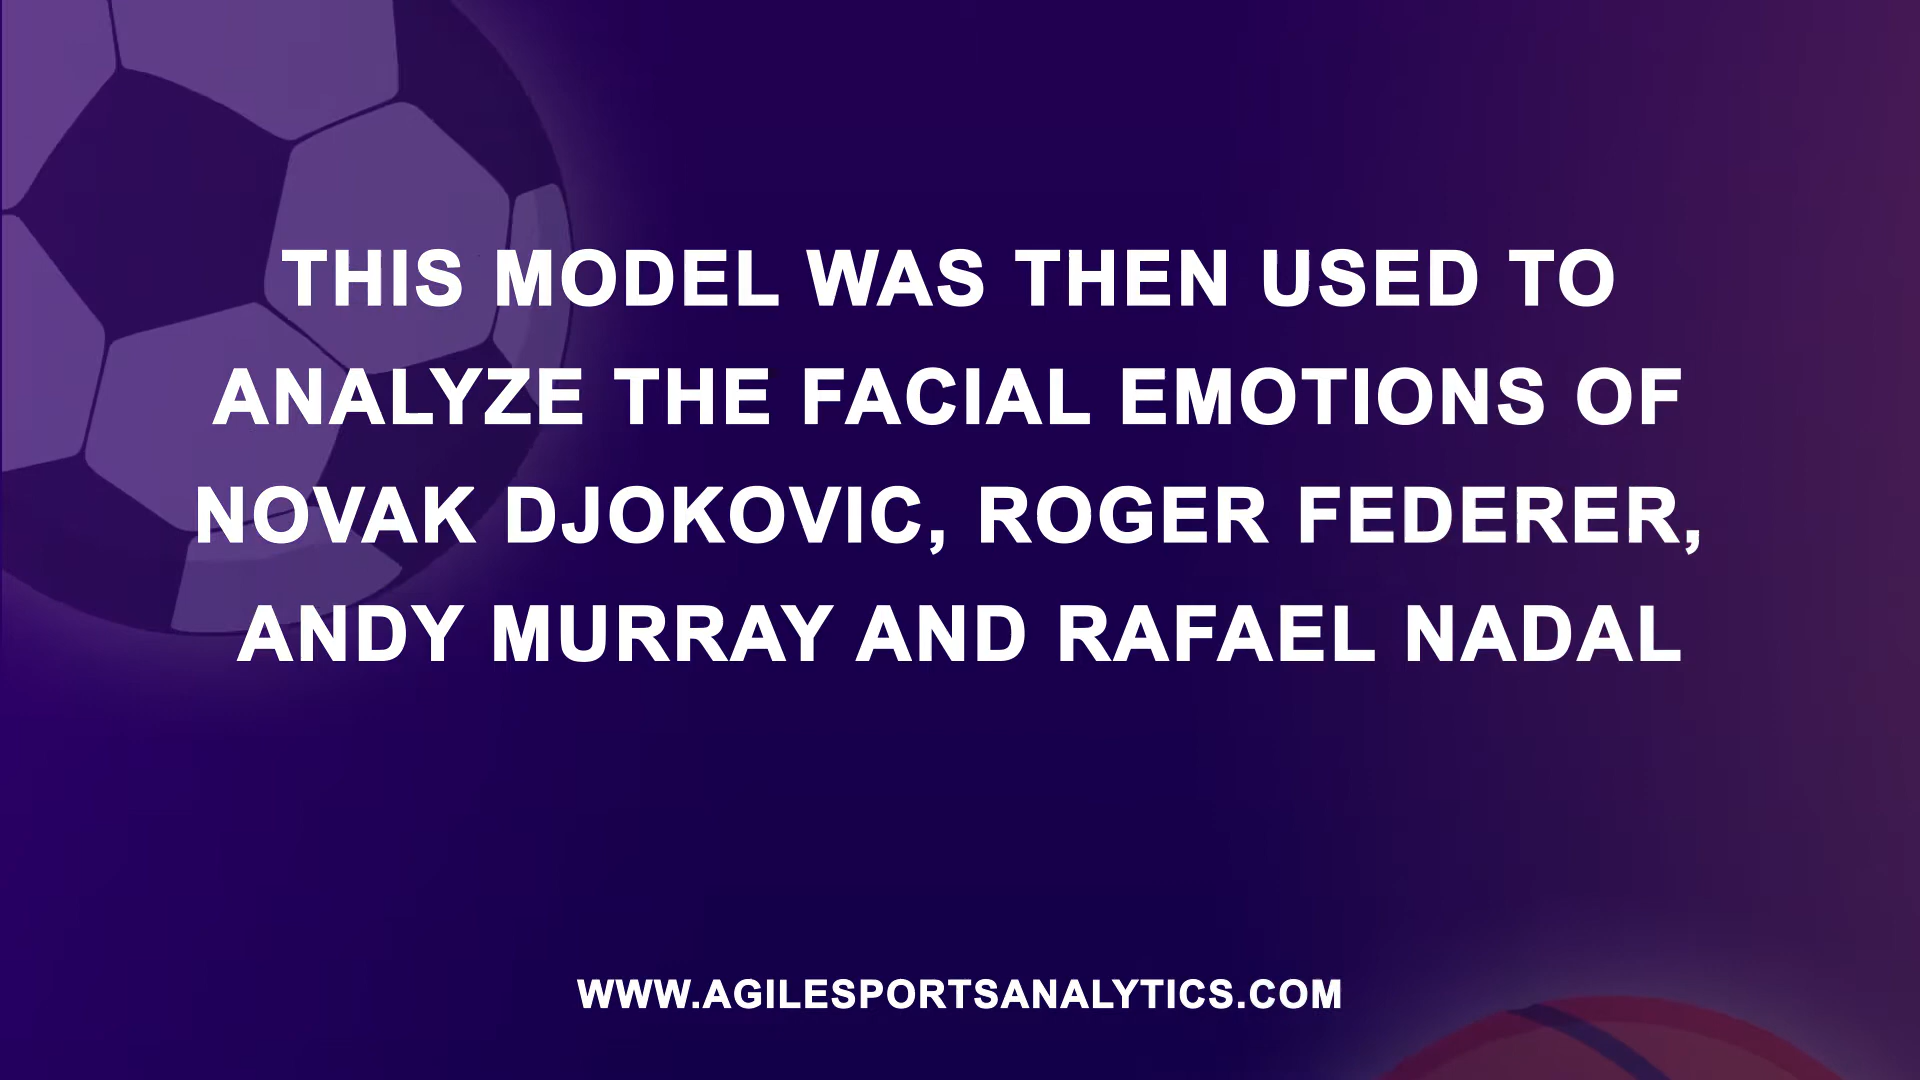 THIS MODEL WAS THEN USED TO
ANALYZE THE FACIAL EMOTIONS OF
NOVAK DJOKOVIC, ROGER FEDERER,
ANDY MURRAY AND RAFAEL NADAL
WWW.AGILESPORTSANALYTICS.COM